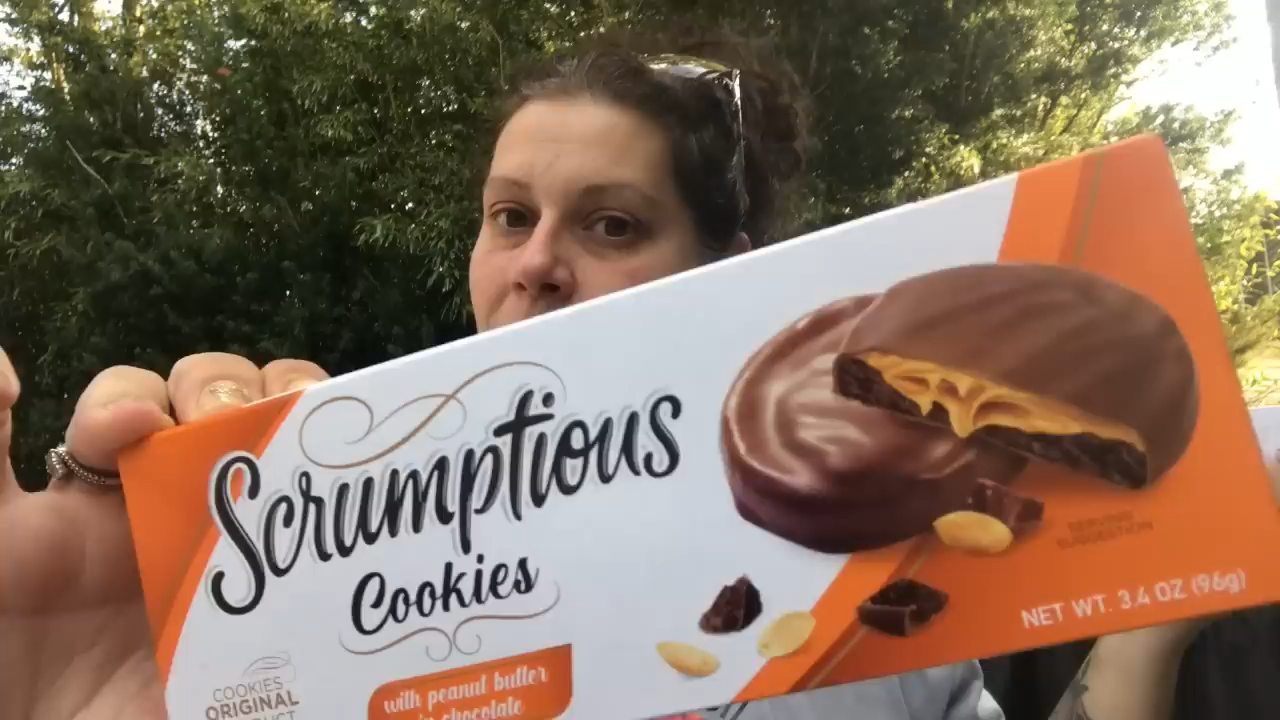 Scrumptious
Cookies
with peanut butter
in chocolate
COOKIES
ORIGINAL
SERVING
SUGGESTION
NET WT. 3.4 OZ (96g)